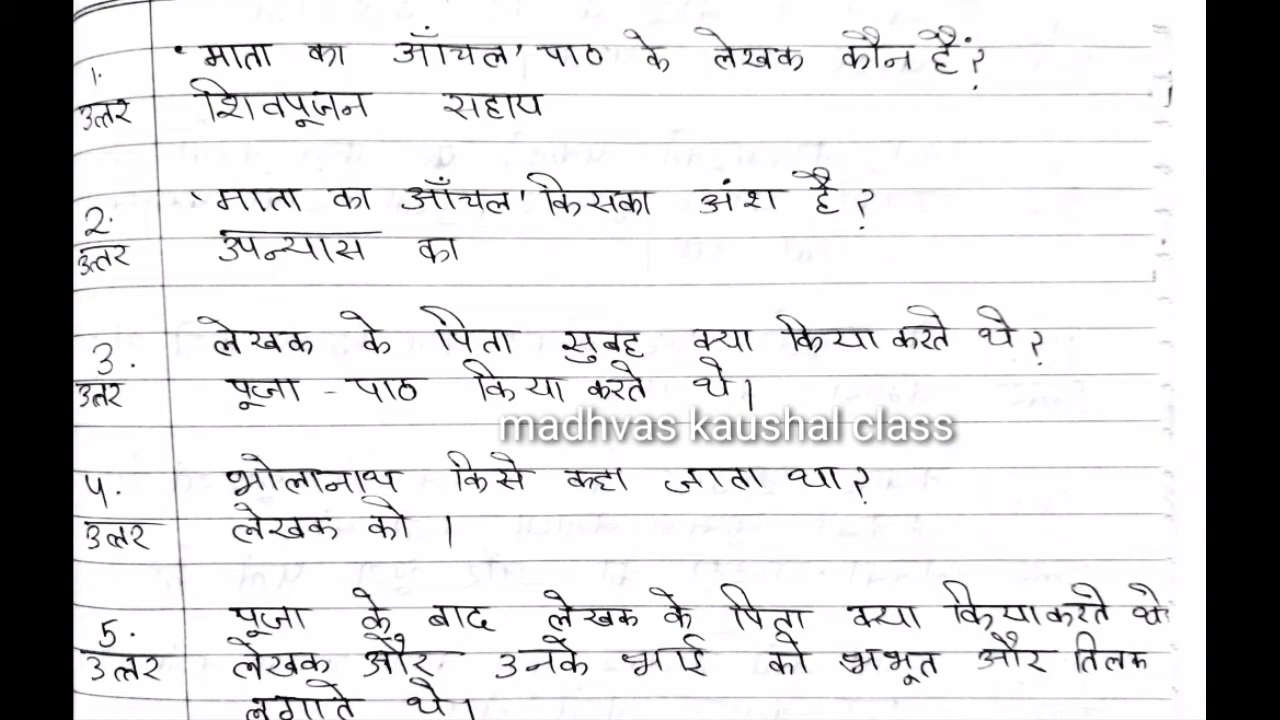 'माता का आँचल' पाठ के लेखक कौन हैं?
1.
उत्तर शिवपूजन सहाय
'माता का आँचल' किसका अंश है?
2.
उत्तर उपन्यास का
3. लेखक के पिता सुबह क्या किया करते थे?
उत्तर पूजा - पाठ किया करते थे।
madhvas kaushal class
4. भोलानाथ किसे कहा जाता था?
उत्तर लेखक को।
5. पूजा के बाद लेखक के पिता क्या किया करते थे
उत्तर लेखक और उनके भाई को भभूत और तिलक
लगाते थे।